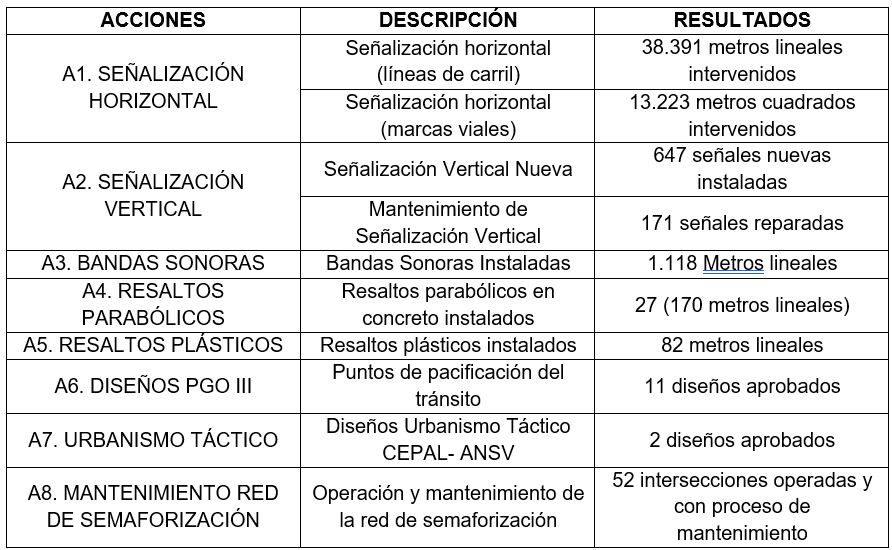 ACCIONES DESCRIPCIÓN RESULTADOS
A1. SEÑALIZACIÓN
HORIZONTAL
Señalización horizontal
(líneas de carril)
38.391 metros lineales
intervenidos
Señalización horizontal
(marcas viales)
13.223 metros cuadrados
intervenidos
A2. SEÑALIZACIÓN
VERTICAL
Señalización Vertical Nueva
647 señales nuevas
instaladas
Mantenimiento de
Señalización Vertical
171 señales reparadas
A3. BANDAS SONORAS
Bandas Sonoras Instaladas
1.118 Metros lineales
A4. RESALTOS
PARABÓLICOS
Resaltos parabólicos en
concreto instalados
27 (170 metros lineales)
A5. RESALTOS PLÁSTICOS
Resaltos plásticos instalados
82 metros lineales
A6. DISEÑOS PGO III
Puntos de pacificación del
tránsito
11 diseños aprobados
A7. URBANISMO TÁCTICO
Diseños Urbanismo Táctico
CEPAL- ANSV
2 diseños aprobados
A8. MANTENIMIENTO RED
DE SEMAFORIZACIÓN
Operación y mantenimiento de
la red de semaforización
52 intersecciones operadas y
con proceso de
mantenimiento